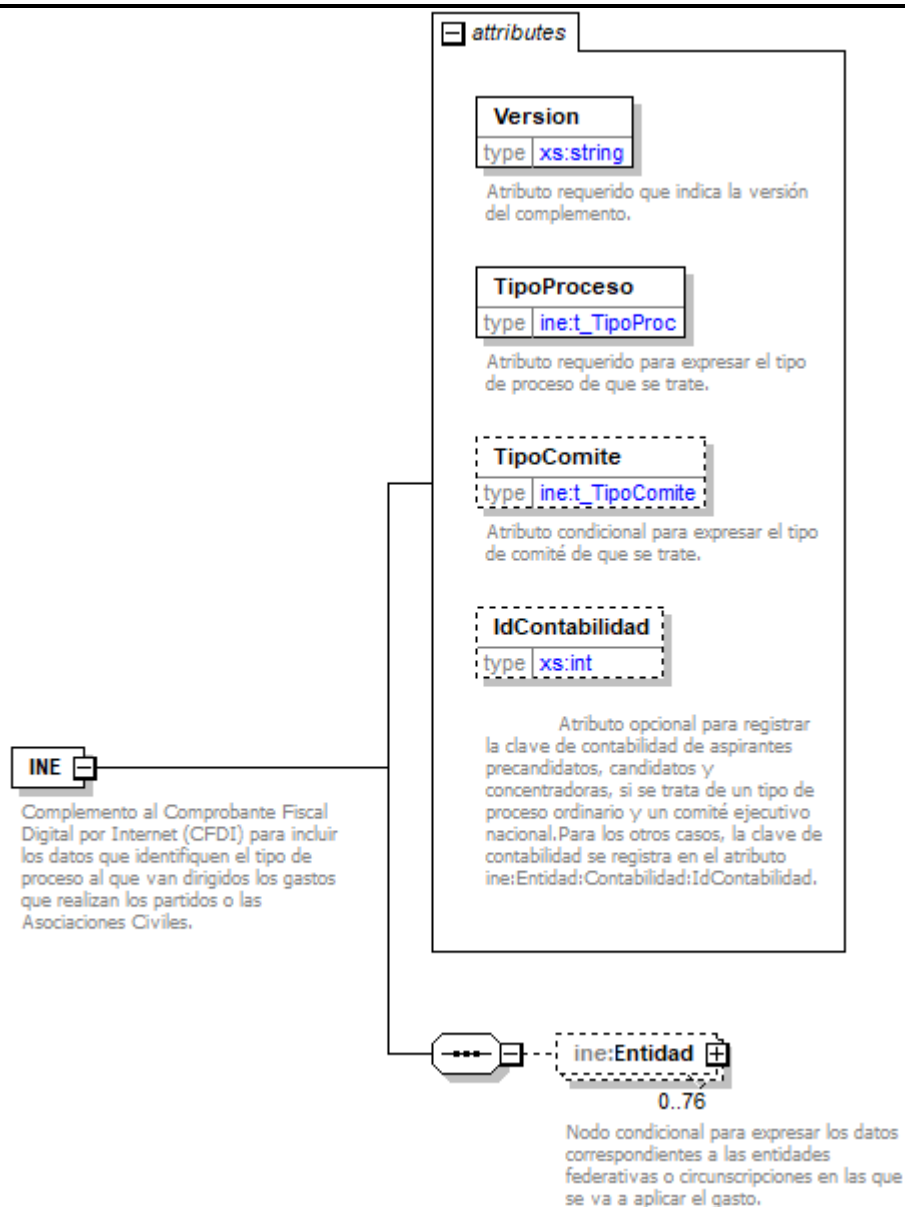 attributes
Version
type xs:string
Atributo requerido que indica la versión
del complemento.
TipoProceso
type ine:t_TipoProc
Atributo requerido para expresar el tipo
de proceso de que se trate.
TipoComite
type ine:t_TipoComite
Atributo condicional para expresar el tipo
de comité de que se trate.
IdContabilidad
type xs:int
Atributo opcional para registrar
la clave de contabilidad de aspirantes
precandidatos, candidatos y
concentradoras, si se trata de un tipo de
proceso ordinario y un comité ejecutivo
nacional.Para los otros casos, la clave de
contabilidad se registra en el atributo
ine:Entidad:Contabilidad:IdContabilidad.
INE
Complemento al Comprobante Fiscal
Digital por Internet (CFDI) para incluir
los datos que identifiquen el tipo de
proceso al que van dirigidos los gastos
que realizan los partidos o las
Asociaciones Civiles.
ine:Entidad
0..76
Nodo condicional para expresar los datos
correspondientes a las entidades
federativas o circunscripciones en las que
se va a aplicar el gasto.